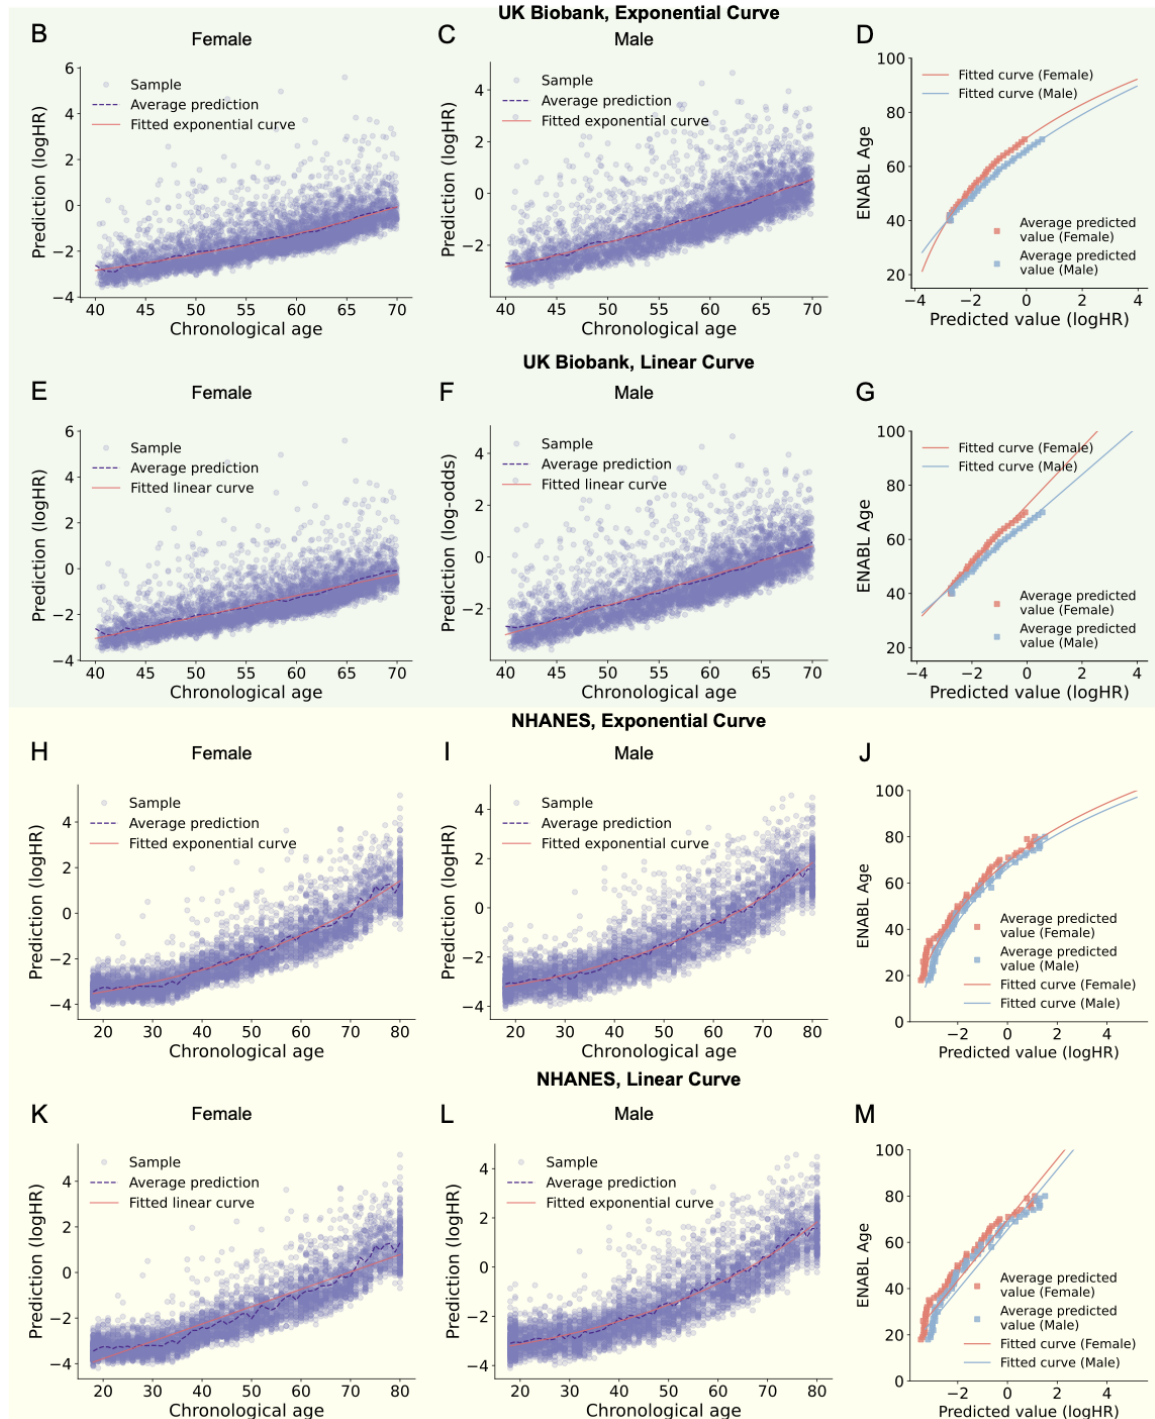 UK Biobank, Exponential Curve
B
Female
C
Male
D
6
4
2
0
−2
−4
Prediction (logHR)
Sample
Average prediction
Fitted exponential curve
40 45 50 55 60 65 70
Chronological age
4
2
0
−2
Prediction (logHR)
Sample
Average prediction
Fitted exponential curve
40 45 50 55 60 65 70
Chronological age
100
80
60
40
20
ENABL Age
Fitted curve (Female)
Fitted curve (Male)
Average predicted
value (Female)
Average predicted
value (Male)
−4 −2 0 2 4
Predicted value (logHR)
UK Biobank, Linear Curve
E
Female
F
Male
G
6
4
2
0
−2
−4
Prediction (logHR)
Sample
Average prediction
Fitted linear curve
40 45 50 55 60 65 70
Chronological age
4
2
0
−2
Prediction (log-odds)
Sample
Average prediction
Fitted linear curve
40 45 50 55 60 65 70
Chronological age
100
80
60
40
20
ENABL Age
Fitted curve (Female)
Fitted curve (Male)
Average predicted
value (Female)
Average predicted
value (Male)
−4 −2 0 2 4
Predicted value (logHR)
NHANES, Exponential Curve
H
Female
I
Male
J
4
2
0
−2
−4
Prediction (logHR)
Sample
Average prediction
Fitted exponential curve
20 30 40 50 60 70 80
Chronological age
4
2
0
−2
−4
Prediction (logHR)
Sample
Average prediction
Fitted exponential curve
20 30 40 50 60 70 80
Chronological age
100
80
60
40
20
0
ENABL Age
Average predicted
value (Female)
Average predicted
value (Male)
Fitted curve (Female)
Fitted curve (Male)
−2 0 2 4
Predicted value (logHR)
NHANES, Linear Curve
K
Female
L
Male
M
4
2
0
−2
−4
Prediction (logHR)
Sample
Average prediction
Fitted linear curve
20 30 40 50 60 70 80
Chronological age
4
2
0
−2
−4
Prediction (logHR)
Sample
Average prediction
Fitted exponential curve
20 30 40 50 60 70 80
Chronological age
100
80
60
40
20
0
ENABL Age
Average predicted
value (Female)
Average predicted
value (Male)
Fitted curve (Female)
Fitted curve (Male)
−2 0 2 4
Predicted value (logHR)